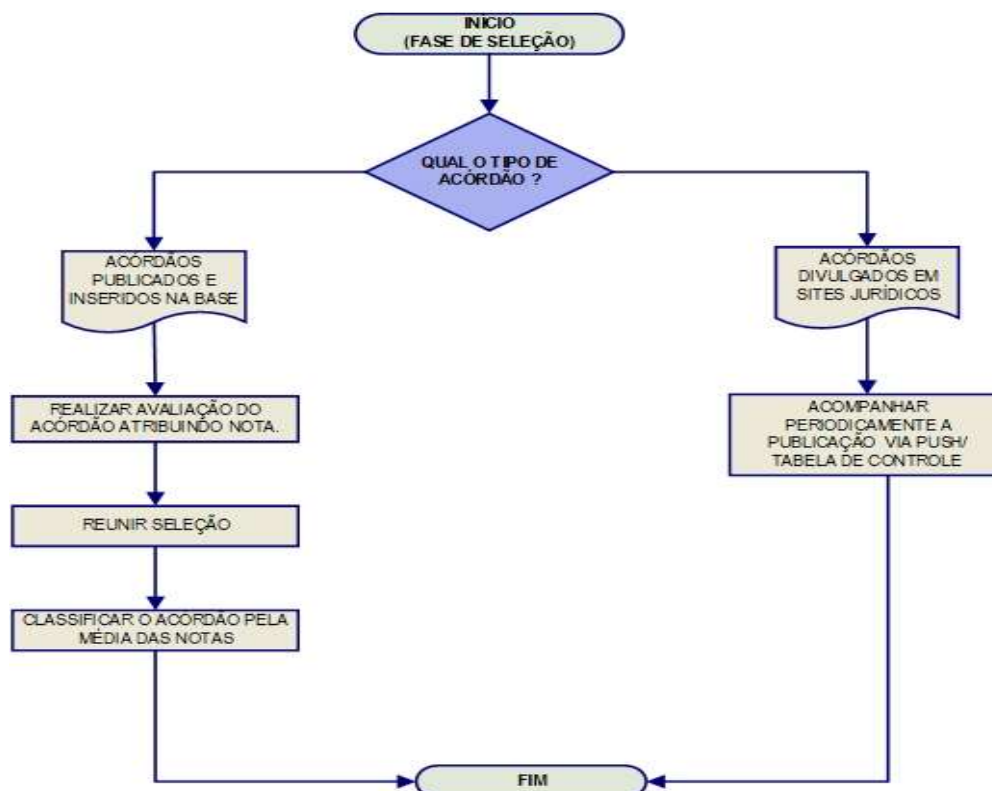 INÍCIO
(FASE DE SELEÇÃO)
QUAL O TIPO DE
ACÓRDÃO ?
ACÓRDÃOS
PUBLICADOS E
INSERIDOS NA BASE
ACÓRDÃOS
DIVULGADOS EM
SITES JURÍDICOS
REALIZAR AVALIAÇÃO DO
ACÓRDÃO ATRIBUINDO NOTA.
ACOMPANHAR
PERIODICAMENTE A
PUBLICAÇÃO VIA PUSH/
TABELA DE CONTROLE
REUNIR SELEÇÃO
CLASSIFICAR O ACÓRDÃO PELA
MÉDIA DAS NOTAS
FIM